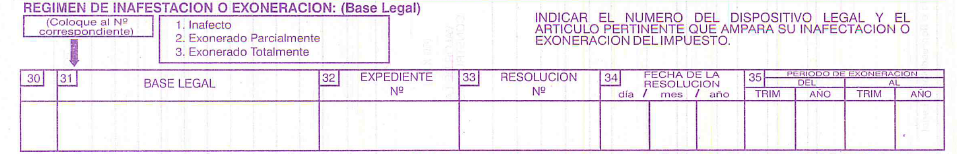 REGIMEN DE INAFESTACION O EXONERACION: (Base Legal)
(Coloque al Nº
correspondiente)
1. Inafecto
2. Exonerado Parcialmente
3. Exonerado Totalmente
INDICAR EL NUMERO DEL DISPOSITIVO LEGAL Y EL
ARTICULO PERTINENTE QUE AMPARA SU INAFECTACION O
EXONERACION DEL IMPUESTO.
30 31 BASE LEGAL 32 EXPEDIENTE Nº 33 RESOLUCION Nº 34 FECHA DE LA RESOLUCION 35 PERIODO DE EXONERACION
DEL AL
día / mes / año TRIM AÑO TRIM AÑO